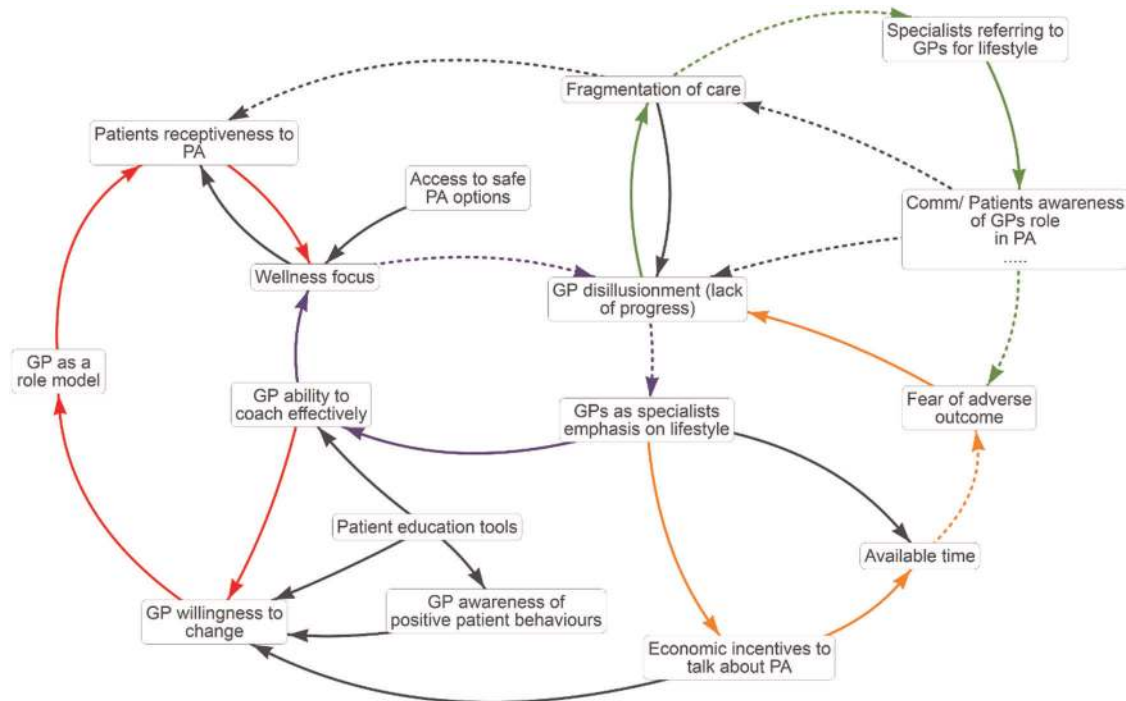 Specialists referring to
GPs for lifestyle
Fragmentation of care
Patients receptiveness to
PA
Access to safe
PA options
Comm/ Patients awareness
of GPs role
in PA
.....
Wellness focus
GP disillusionment (lack
of progress)
GP as a
role model
GP ability to
coach effectively
GPs as specialists
emphasis on lifestyle
Fear of adverse
outcome
Patient education tools
Available time
GP willingness to
change
GP awareness of
positive patient behaviours
Economic incentives to
talk about PA